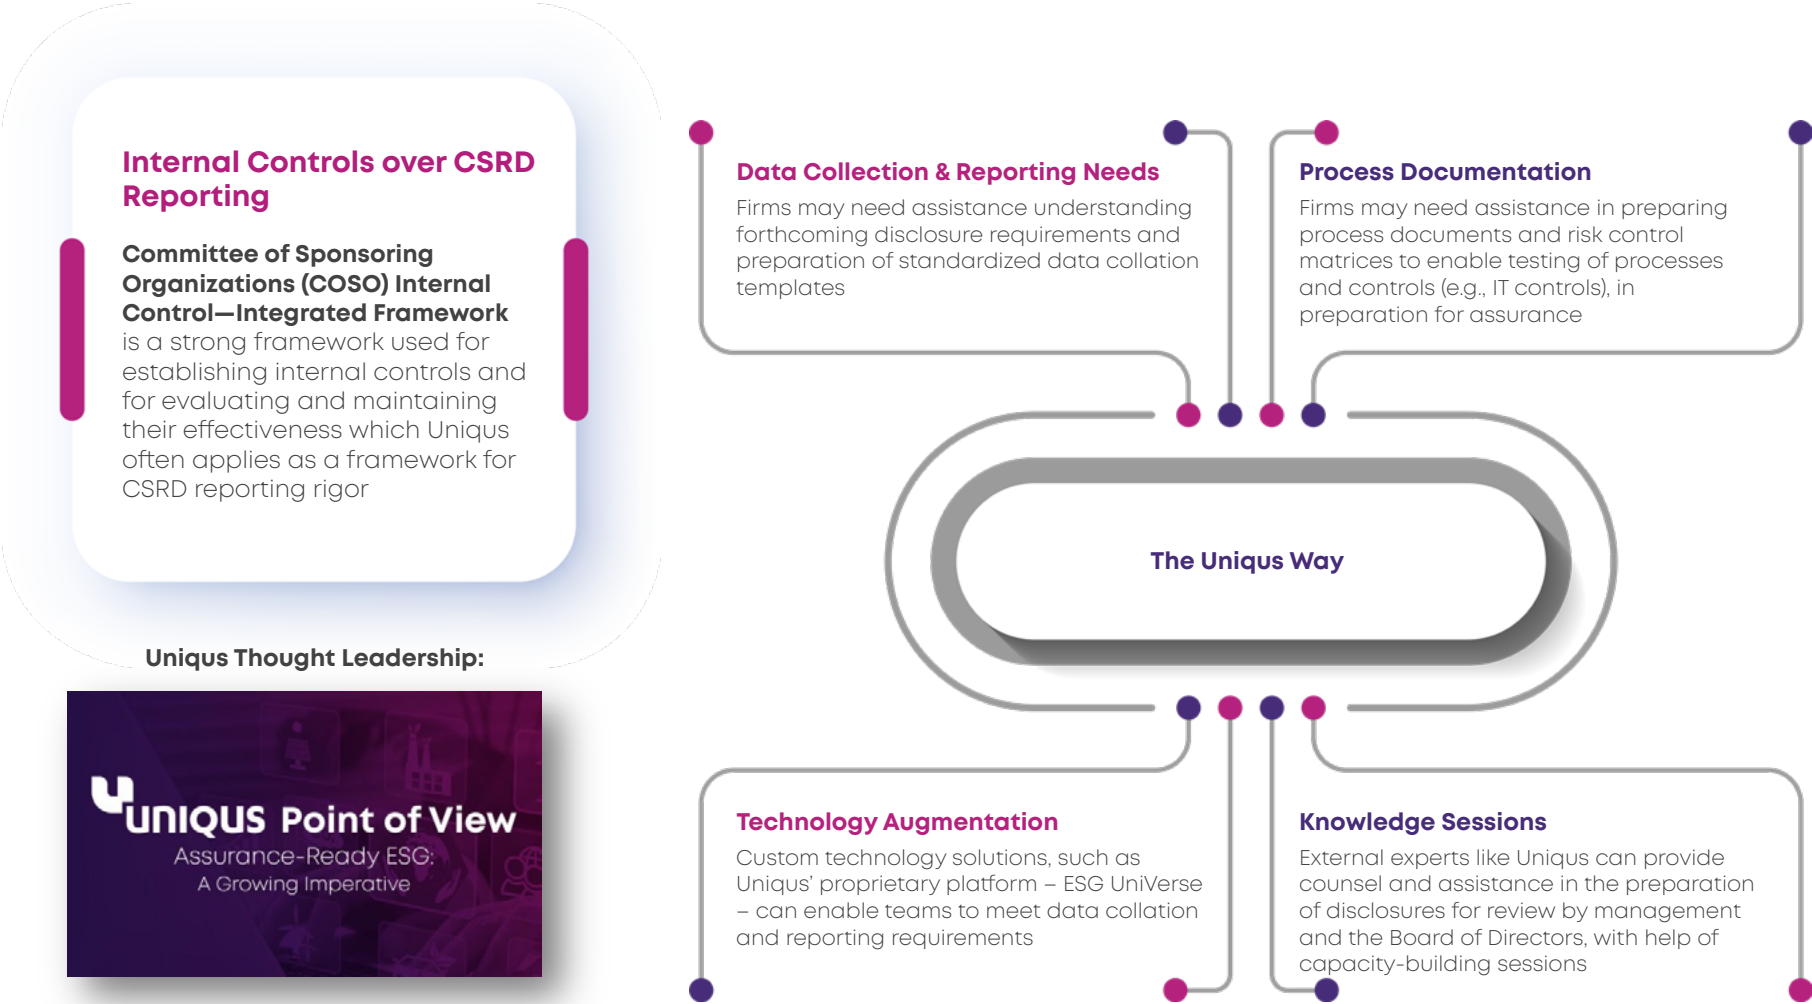 Internal Controls over CSRD
Reporting
Committee of Sponsoring
Organizations (COSO) Internal
Control—Integrated Framework
is a strong framework used for
establishing internal controls and
for evaluating and maintaining
their effectiveness which Uniqus
often applies as a framework for
CSRD reporting rigor
Uniqus Thought Leadership:
UNIQUS Point of View
Assurance-Ready ESG:
A Growing Imperative
Data Collection & Reporting Needs
Firms may need assistance understanding
forthcoming disclosure requirements and
preparation of standardized data collation
templates
Process Documentation
Firms may need assistance in preparing
process documents and risk control
matrices to enable testing of processes
and controls (e.g., IT controls), in
preparation for assurance
The Uniqus Way
Technology Augmentation
Custom technology solutions, such as
Uniqus’ proprietary platform – ESG UniVerse
– can enable teams to meet data collation
and reporting requirements
Knowledge Sessions
External experts like Uniqus can provide
counsel and assistance in the preparation
of disclosures for review by management
and the Board of Directors, with help of
capacity-building sessions